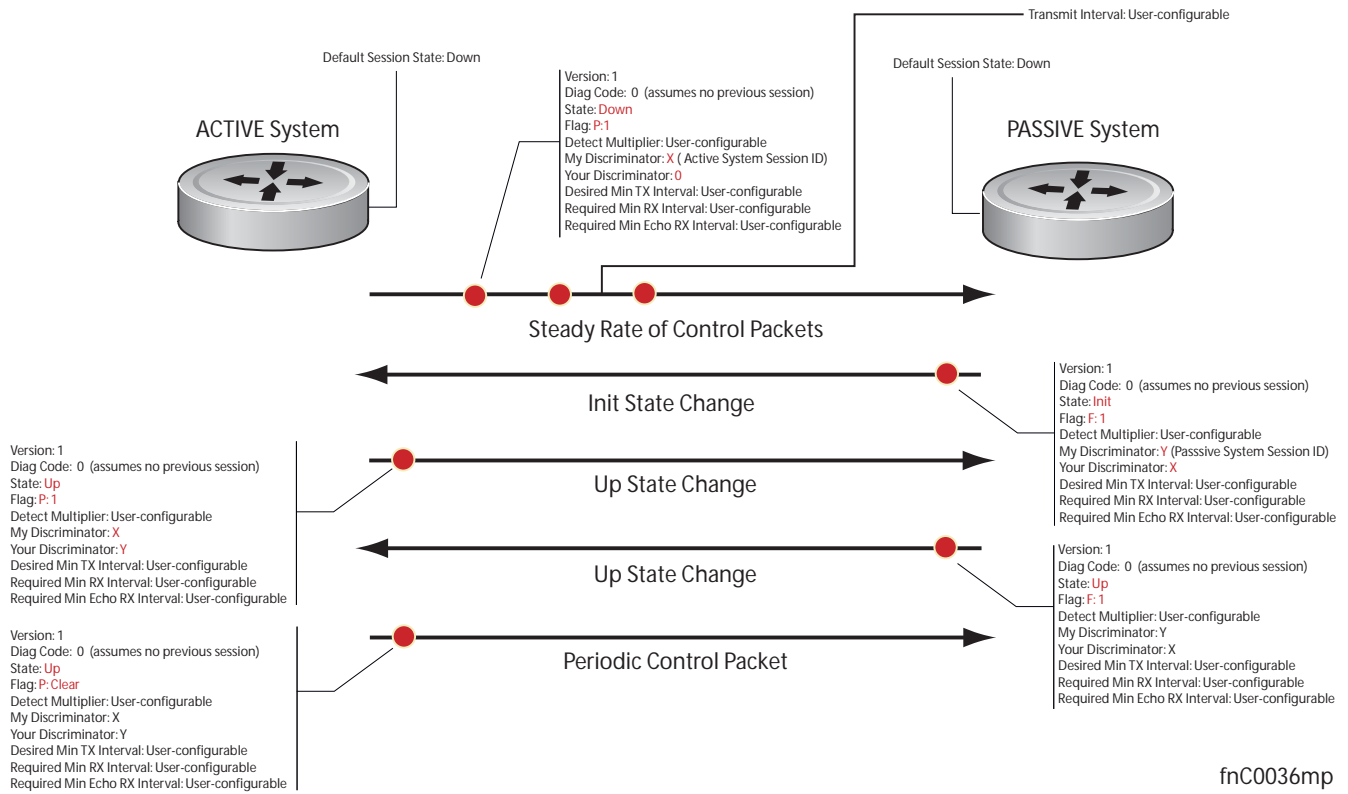 Transmit Interval: User-configurable
Default Session State: Down
Default Session State: Down
ACTIVE System
PASSIVE System
Version: 1
Diag Code: 0 (assumes no previous session)
State: Down
Flag: P:1
Detect Multiplier: User-configurable
My Discriminator: X ( Active System Session ID)
Your Discriminator: 0
Desired Min TX Interval: User-configurable
Required Min RX Interval: User-configurable
Required Min Echo RX Interval: User-configurable
Steady Rate of Control Packets
Init State Change
Version: 1
Diag Code: 0 (assumes no previous session)
State: Init
Flag: F: 1
Detect Multiplier: User-configurable
My Discriminator: Y (Passsive System Session ID)
Your Discriminator: X
Desired Min TX Interval: User-configurable
Required Min RX Interval: User-configurable
Required Min Echo RX Interval: User-configurable
Version: 1
Diag Code: 0 (assumes no previous session)
State: Up
Flag: P: 1
Detect Multiplier: User-configurable
My Discriminator: X
Your Discriminator: Y
Desired Min TX Interval: User-configurable
Required Min RX Interval: User-configurable
Required Min Echo RX Interval: User-configurable
Up State Change
Up State Change
Version: 1
Diag Code: 0 (assumes no previous session)
State: Up
Flag: F: 1
Detect Multiplier: User-configurable
My Discriminator: Y
Your Discriminator: X
Desired Min TX Interval: User-configurable
Required Min RX Interval: User-configurable
Required Min Echo RX Interval: User-configurable
Version: 1
Diag Code: 0 (assumes no previous session)
State: Up
Flag: P: Clear
Detect Multiplier: User-configurable
My Discriminator: X
Your Discriminator: Y
Desired Min TX Interval: User-configurable
Required Min RX Interval: User-configurable
Required Min Echo RX Interval: User-configurable
Periodic Control Packet
fnC0036mp